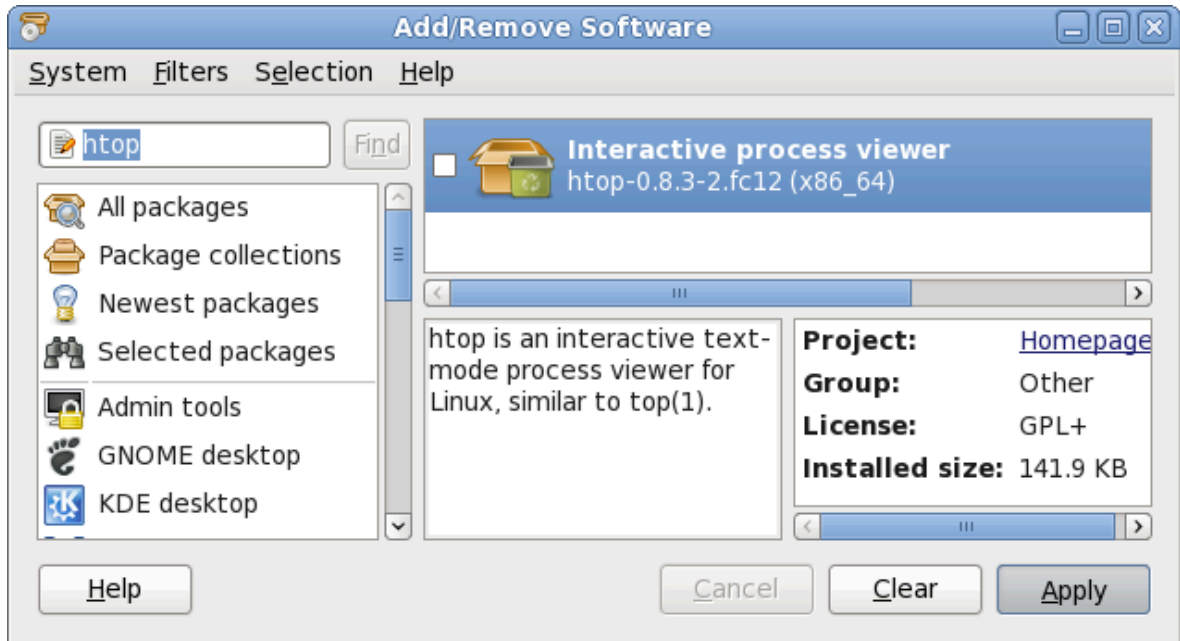 Add/Remove Software
System Filters Selection Help
htop
Find
All packages
Package collections
Newest packages
Selected packages
Admin tools
GNOME desktop
KDE desktop
Interactive process viewer
htop-0.8.3-2.fc12 (x86_64)
htop is an interactive text-
mode process viewer for
Linux, similar to top(1).
Project: Homepage
Group: Other
License: GPL+
Installed size: 141.9 KB
Help
Cancel
Clear
Apply